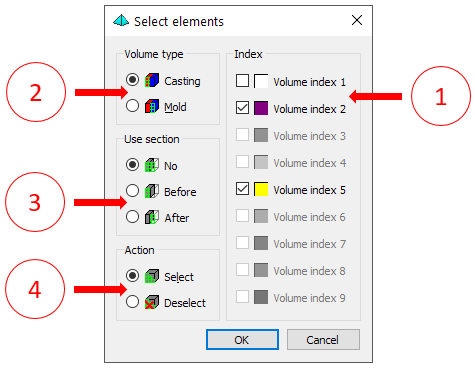 Select elements
Volume type
Casting
Mold
Use section
No
Before
After
Action
Select
Deselect
Index
Volume index 1
Volume index 2
Volume index 3
Volume index 4
Volume index 5
Volume index 6
Volume index 7
Volume index 8
Volume index 9
OK
Cancel
1
2
3
4